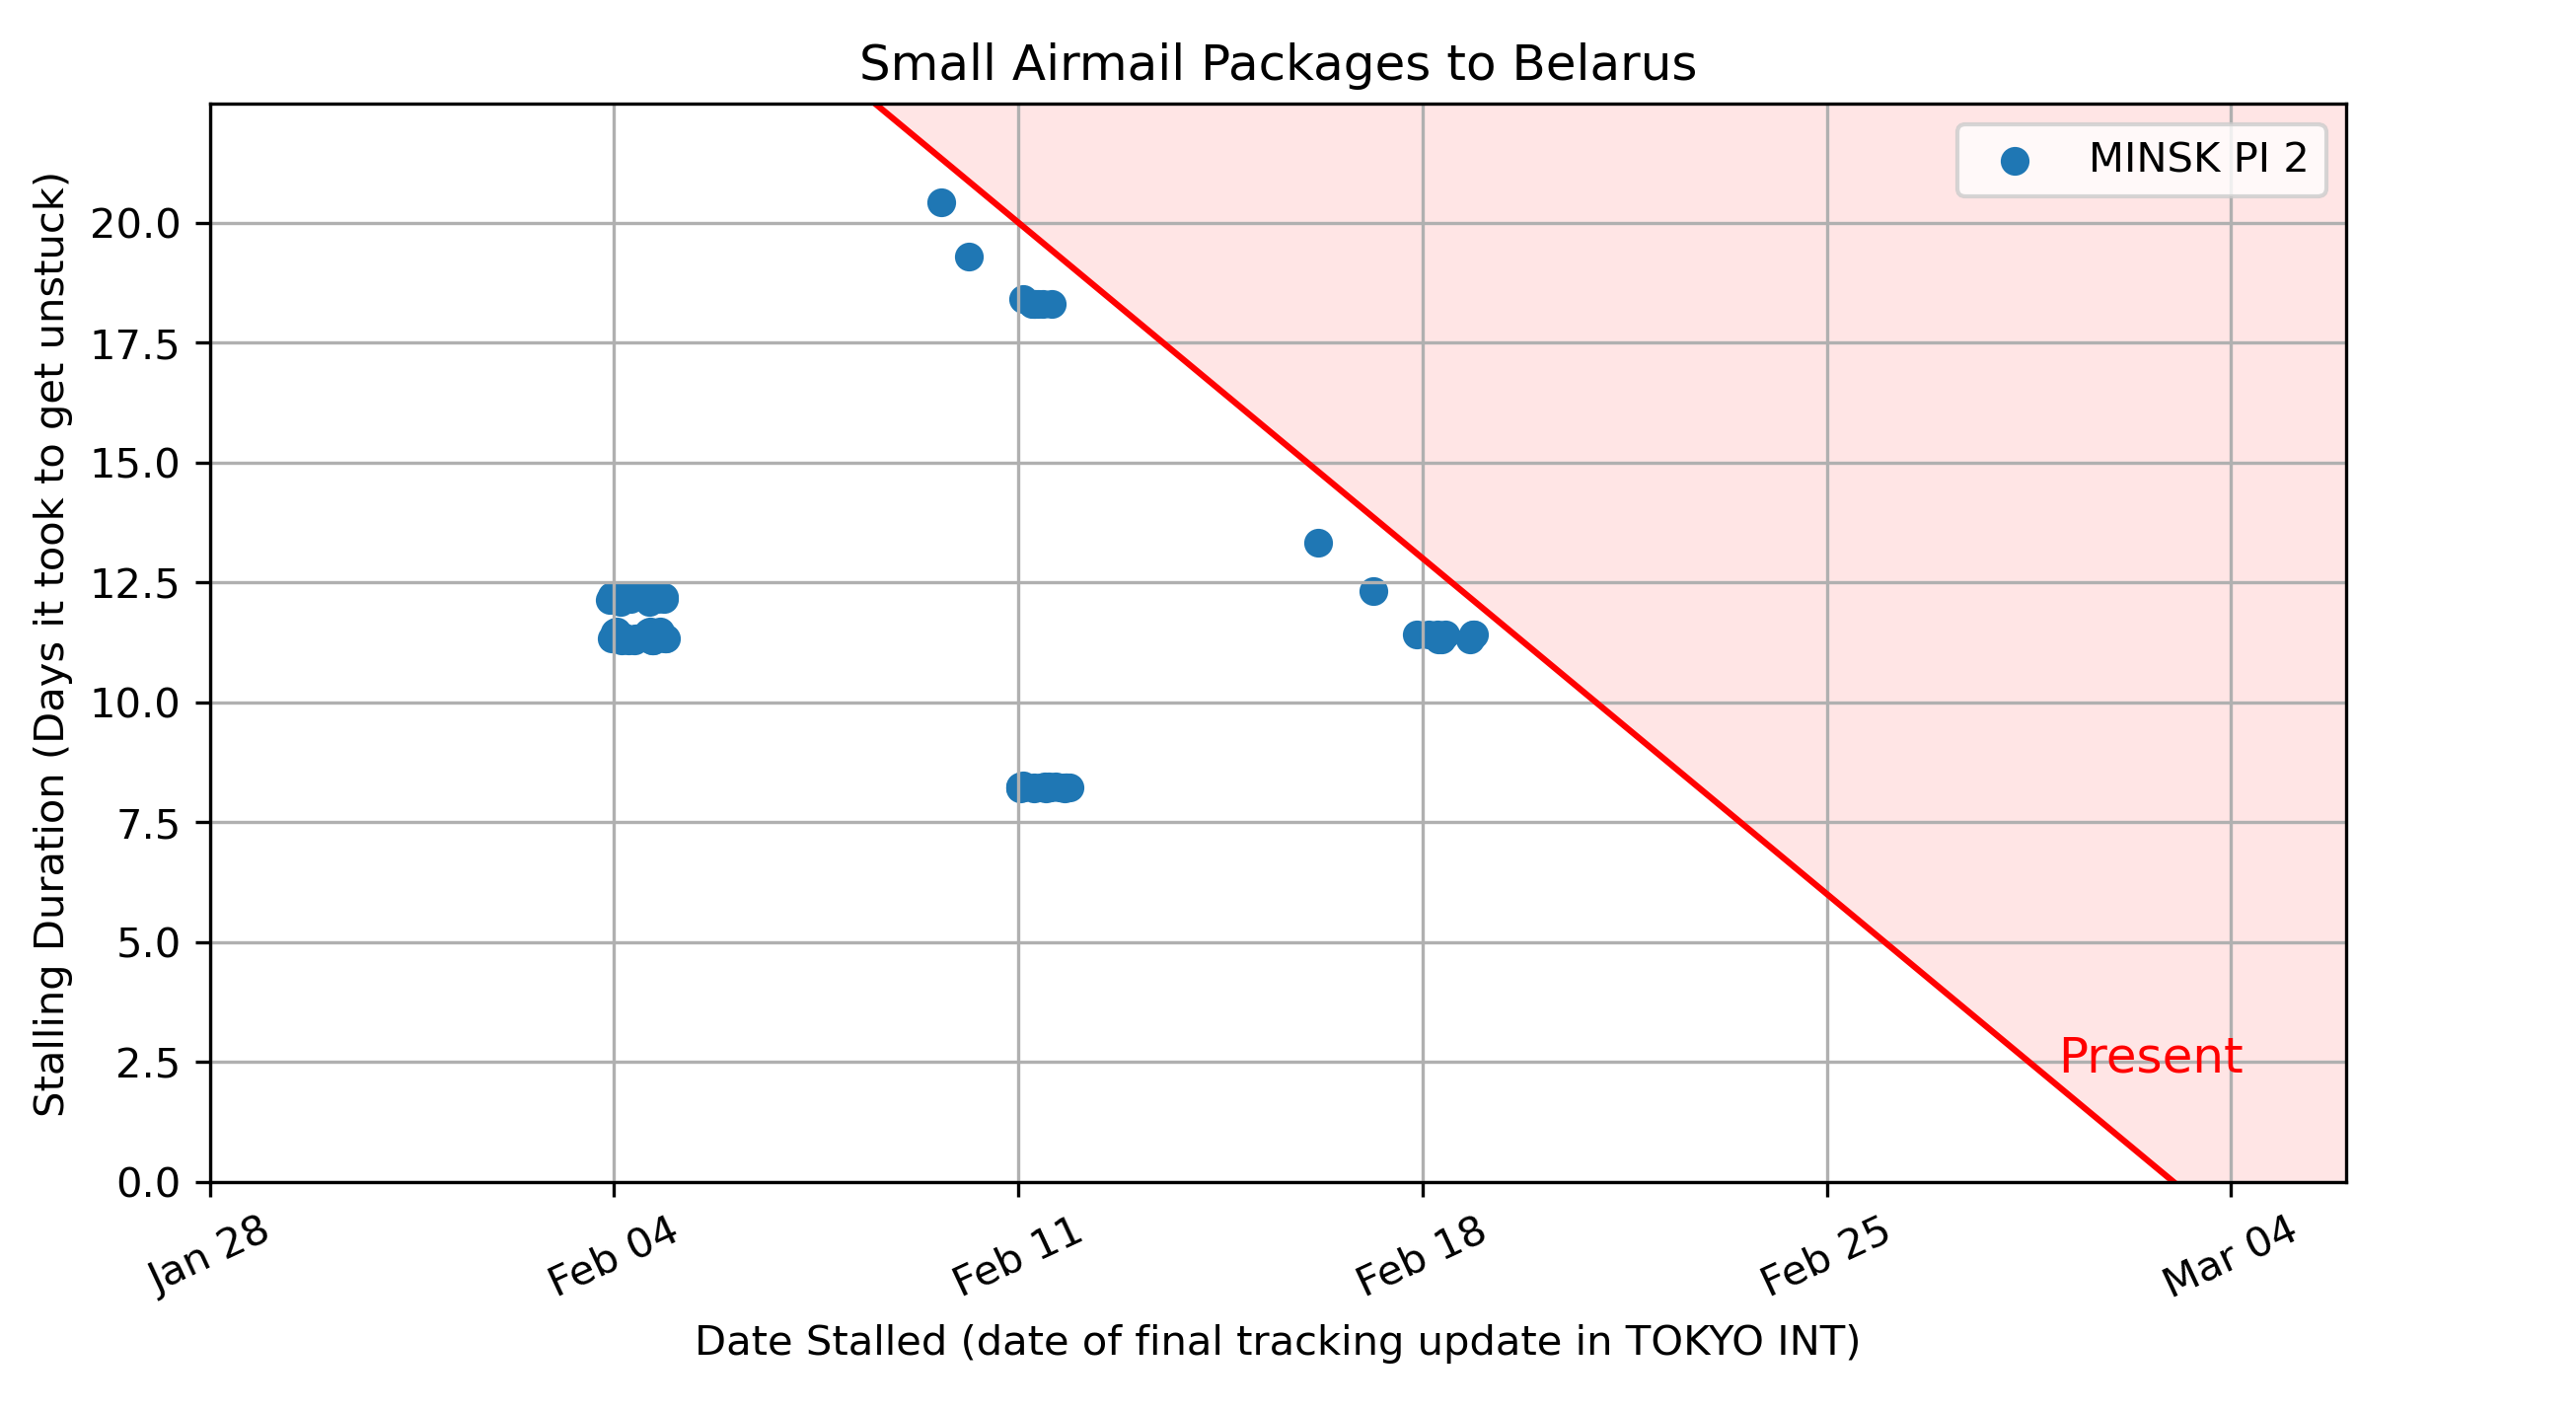 Small Airmail Packages to Belarus
MINSK PI 2
Stalling Duration (Days it took to get unstuck)
20.0
17.5
15.0
12.5
10.0
7.5
5.0
2.5
0.0
Present
Jan 28
Feb 04
Feb 11
Feb 18
Feb 25
Mar 04
Date Stalled (date of final tracking update in TOKYO INT)